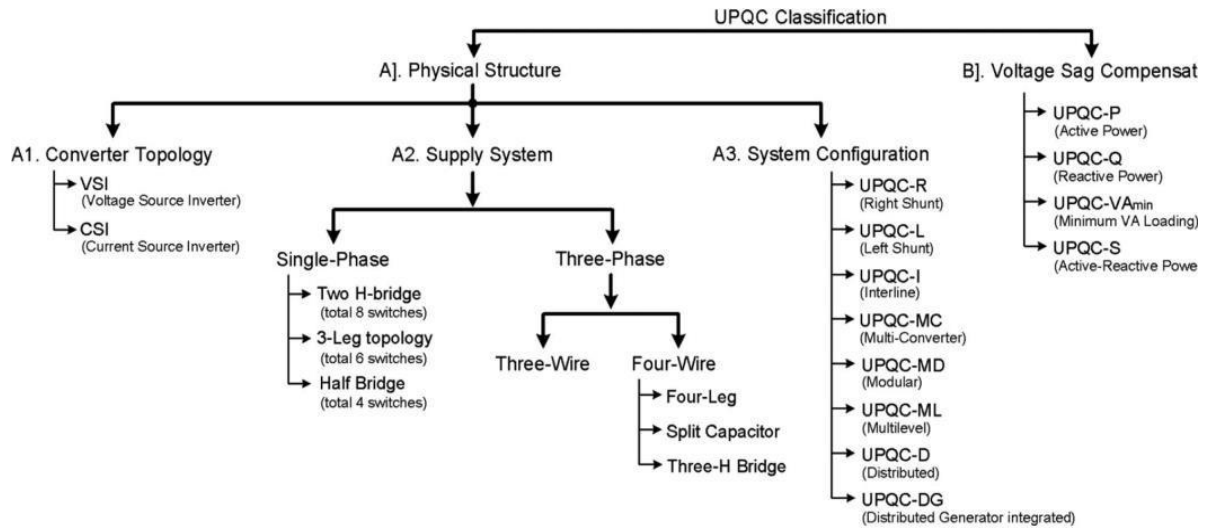 UPQC Classification
A]. Physical Structure
B]. Voltage Sag Compensat
A1. Converter Topology
VSI
(Voltage Source Inverter)
CSI
(Current Source Inverter)
A2. Supply System
Single-Phase
Two H-bridge
(total 8 switches)
3-Leg topology
(total 6 switches)
Half Bridge
(total 4 switches)
Three-Phase
Three-Wire
Four-Wire
Four-Leg
Split Capacitor
Three-H Bridge
A3. System Configuration
UPQC-R
(Right Shunt)
UPQC-L
(Left Shunt)
UPQC-I
(Interline)
UPQC-MC
(Multi-Converter)
UPQC-MD
(Modular)
UPQC-ML
(Multilevel)
UPQC-D
(Distributed)
UPQC-DG
(Distributed Generator integrated)
UPQC-P
(Active Power)
UPQC-Q
(Reactive Power)
UPQC-VAmin
(Minimum VA Loading)
UPQC-S
(Active-Reactive Powe